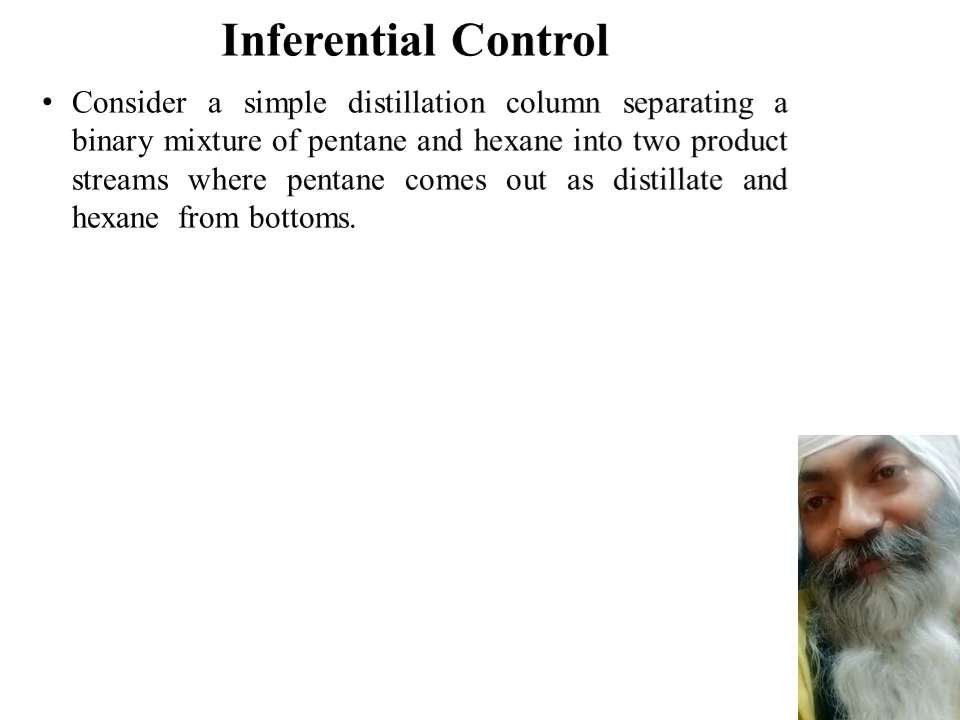 Inferential Control
• Consider a simple distillation column separating a
binary mixture of pentane and hexane into two product
streams where pentane comes out as distillate and
hexane from bottoms.